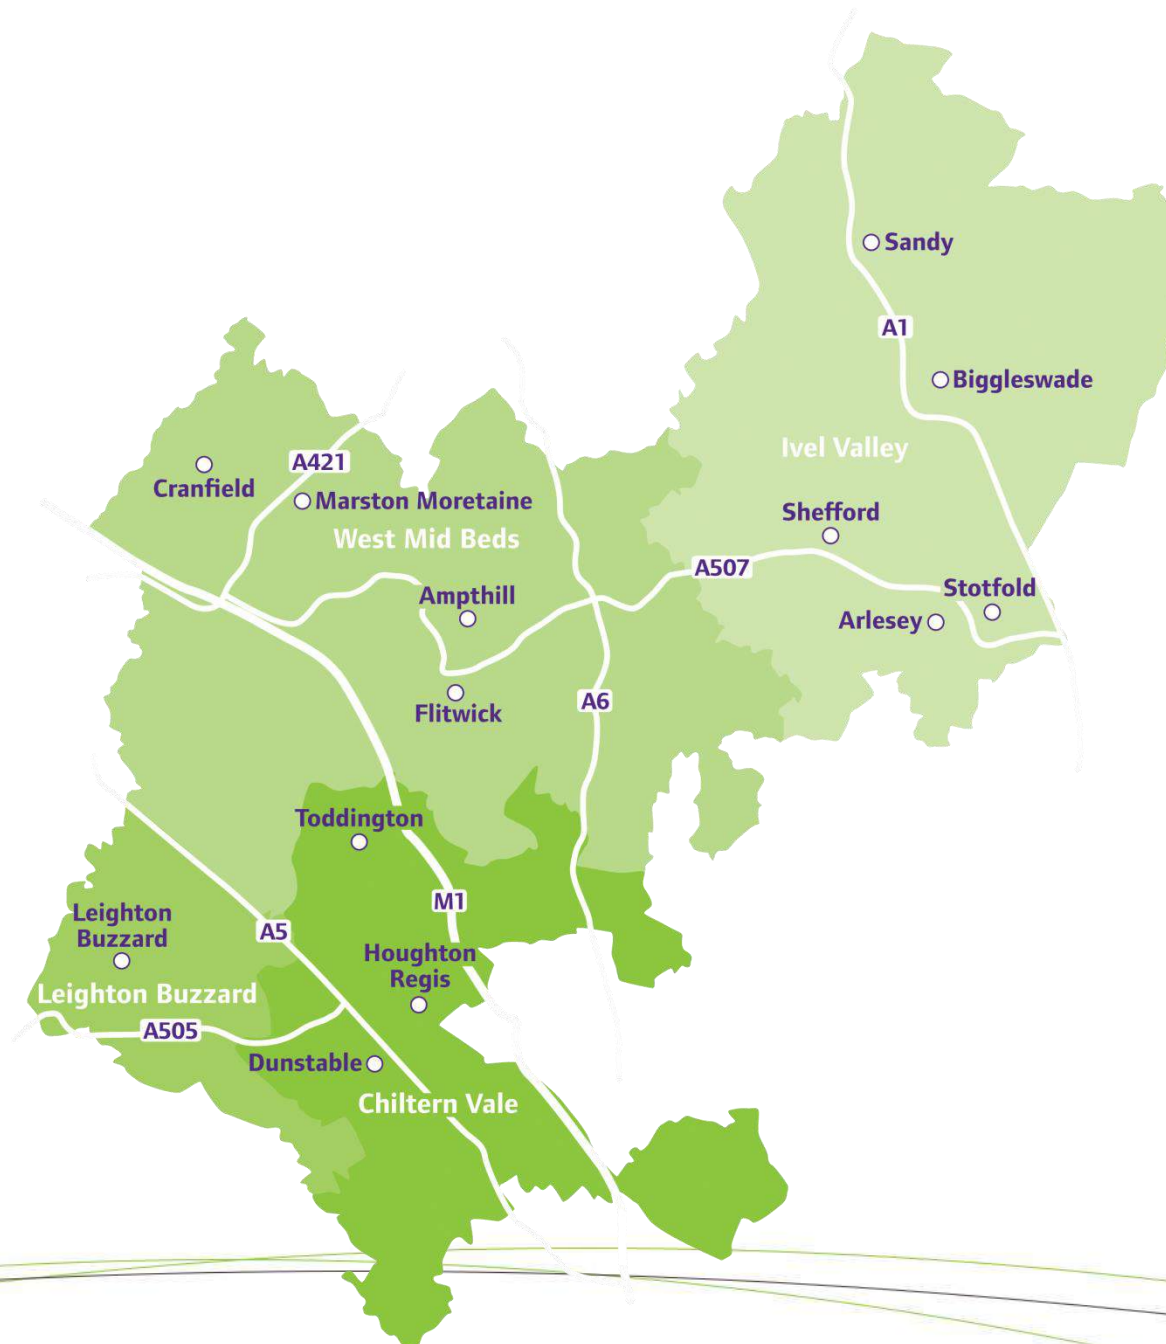 Sandy
A1
Biggleswade
Ivel Valley
A421
Cranfield
Marston Moretaine
West Mid Beds
Shefford
A507
Ampthill
Stotfold
Arlesey
A6
Flitwick
Toddington
M1
Leighton
Buzzard
A5
Houghton
Regis
Leighton Buzzard
A505
Dunstable
Chiltern Vale